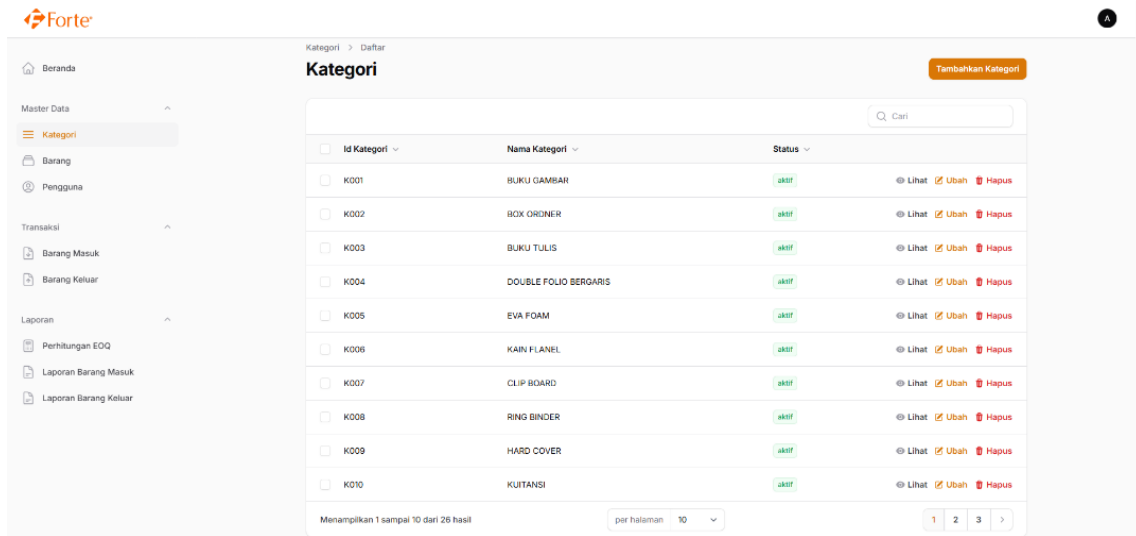 Forte
A
Beranda
Master Data
Kategori
Barang
Pengguna
Transaksi
Barang Masuk
Barang Keluar
Laporan
Perhitungan EOQ
Laporan Barang Masuk
Laporan Barang Keluar
Kategori > Daftar
Kategori
Tambahkan Kategori
Cari
Id Kategori Nama Kategori Status
K001 BUKU GAMBAR aktif Lihat Ubah Hapus
K002 BOX ORDNER aktif Lihat Ubah Hapus
K003 BUKU TULIS aktif Lihat Ubah Hapus
K004 DOUBLE FOLIO BERGARIS aktif Lihat Ubah Hapus
K005 EVA FOAM aktif Lihat Ubah Hapus
K006 KAIN FLANEL aktif Lihat Ubah Hapus
K007 CLIP BOARD aktif Lihat Ubah Hapus
K008 RING BINDER aktif Lihat Ubah Hapus
K009 HARD COVER aktif Lihat Ubah Hapus
K010 KUITANSI aktif Lihat Ubah Hapus
Menampilkan 1 sampai 10 dari 26 hasil per halaman 10 1 2 3 >